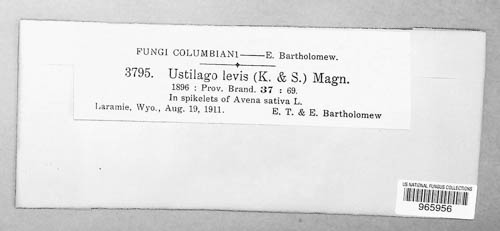 FUNGI COLUMBIANI——E. Bartholomew.
3795. Ustilago levis (K. & S.) Magn.
1896 : Prov. Brand. 37 : 69.
In spikelets of Avena sativa L.
Laramie, Wyo., Aug. 19, 1911. E. T. & E. Bartholomew
US NATIONAL FUNGUS COLLECTIONS
965956